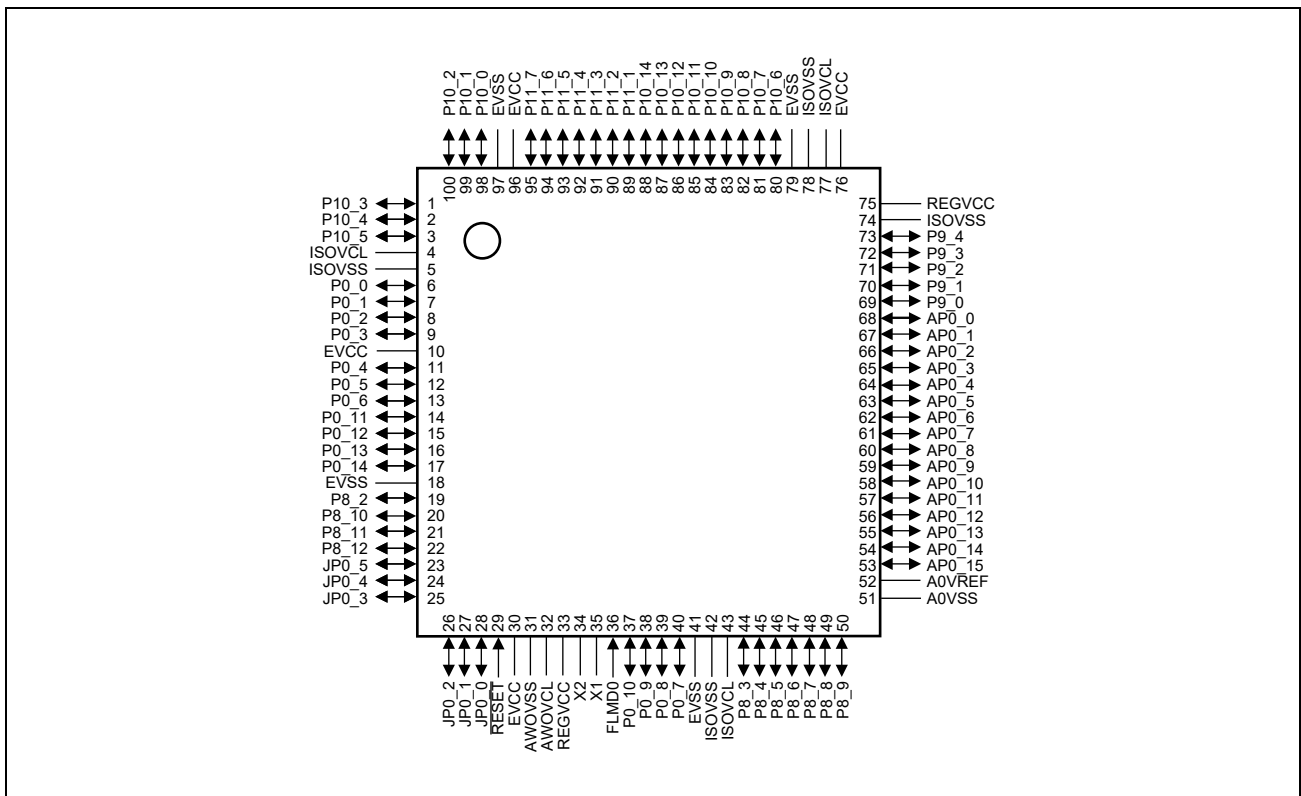 P10_2
P10_1
P10_0
EVSS
EVCC
P11_7
P11_6
P11_5
P11_4
P11_3
P11_2
P11_1
P10_14
P10_13
P10_12
P10_11
P10_10
P10_9
P10_8
P10_7
P10_6
EVSS
ISOVSS
ISOVCL
EVCC
100
99
98
97
96
95
94
93
92
91
90
89
88
87
86
85
84
83
82
81
80
79
78
77
76
P10_3 1
P10_4 2
P10_5 3
ISOVCL 4
ISOVSS 5
P0_0 6
P0_1 7
P0_2 8
P0_3 9
EVCC 10
P0_4 11
P0_5 12
P0_6 13
P0_11 14
P0_12 15
P0_13 16
P0_14 17
EVSS 18
P8_2 19
P8_10 20
P8_11 21
P8_12 22
JP0_5 23
JP0_4 24
JP0_3 25
75 REGVCC
74 ISOVSS
73 P9_4
72 P9_3
71 P9_2
70 P9_1
69 P9_0
68 AP0_0
67 AP0_1
66 AP0_2
65 AP0_3
64 AP0_4
63 AP0_5
62 AP0_6
61 AP0_7
60 AP0_8
59 AP0_9
58 AP0_10
57 AP0_11
56 AP0_12
55 AP0_13
54 AP0_14
53 AP0_15
52 A0VREF
51 A0VSS
26
27
28
29
30
31
32
33
34
35
36
37
38
39
40
41
42
43
44
45
46
47
48
49
50
JP0_2
JP0_1
JP0_0
RESET
EVCC
AWOVSS
AWOVCL
REGVCC
X2
X1
FLMD0
P0_10
P0_9
P0_8
P0_7
EVSS
ISOVSS
ISOVCL
P8_3
P8_4
P8_5
P8_6
P8_7
P8_8
P8_9